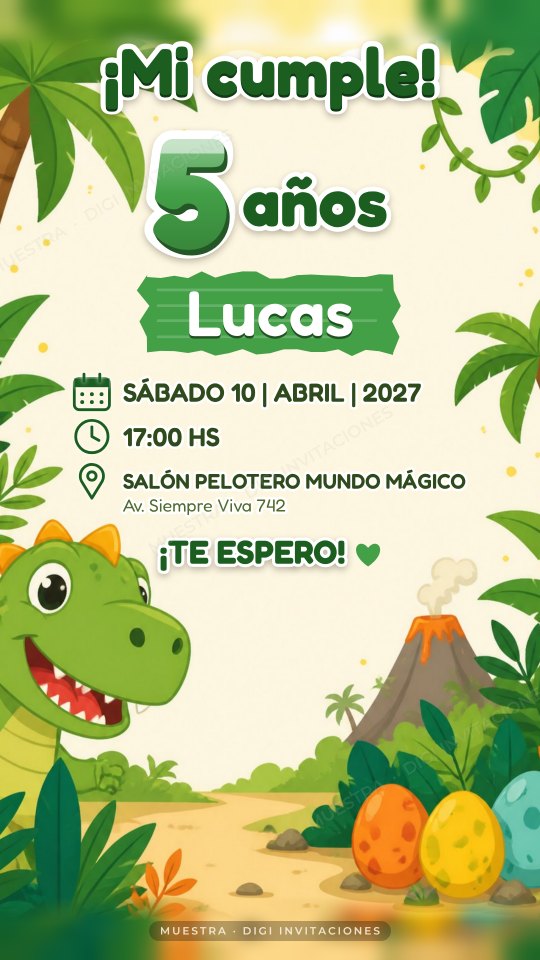 ¡Mi cumple!
5 años
Lucas
SÁBADO 10 | ABRIL | 2027
17:00 HS
SALÓN PELOTERO MUNDO MÁGICO
Av. Siempre Viva 742
¡TE ESPERO!
MUESTRA · DIGI INVITACIONES